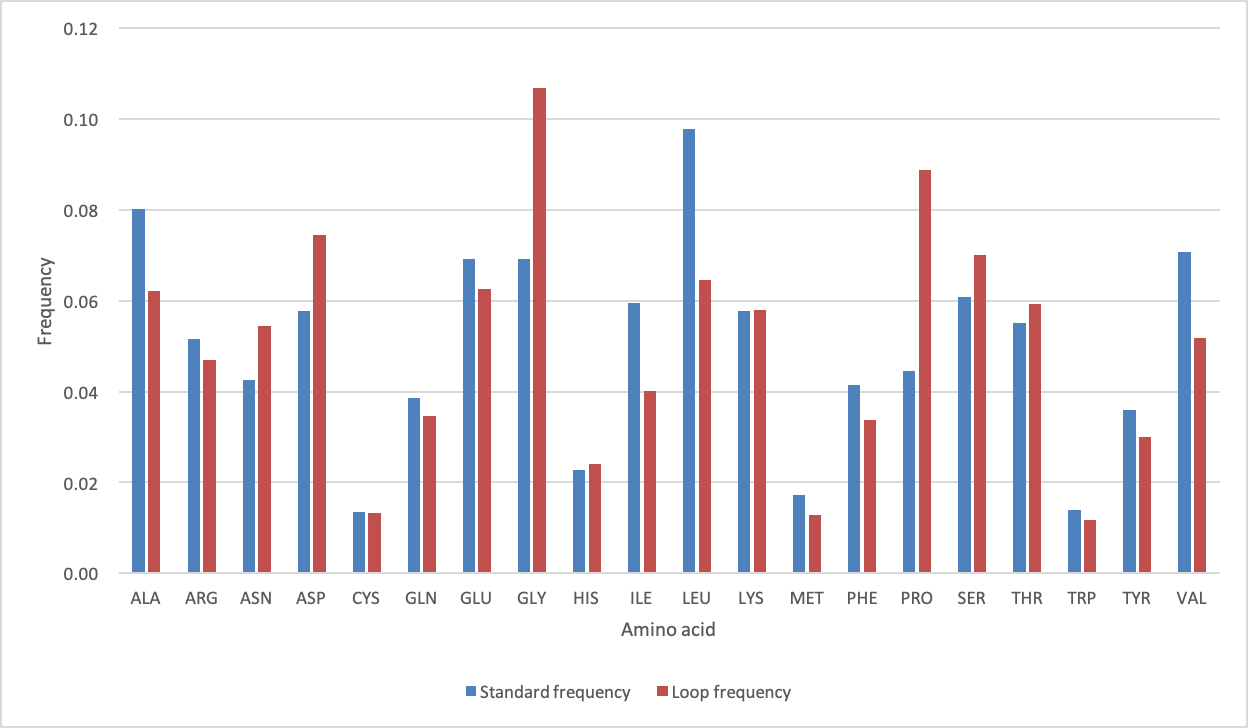 0.12
0.10
0.08
0.06
0.04
0.02
0.00
Frequency
ALA ARG ASN ASP CYS GLN GLU GLY HIS ILE LEU LYS MET PHE PRO SER THR TRP TYR VAL
Amino acid
Standard frequency Loop frequency